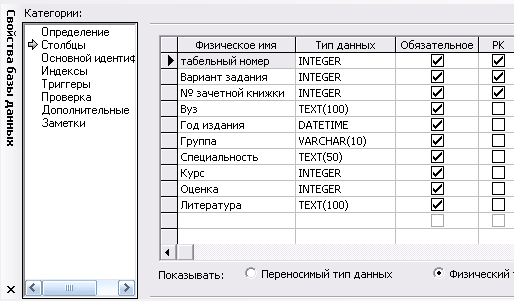 Свойства базы данных
Категории:
Определение
Столбцы
Основной идентиф
Индексы
Триггеры
Проверка
Дополнительные
Заметки
Физическое имя Тип данных Обязательное PK
табельный номер INTEGER
Вариант задания INTEGER
№ зачетной книжки INTEGER
Вуз TEXT(100)
Год издания DATETIME
Группа VARCHAR(10)
Специальность TEXT(50)
Курс INTEGER
Оценка INTEGER
Литература TEXT(100)
Показывать: Переносимый тип данных Физический т